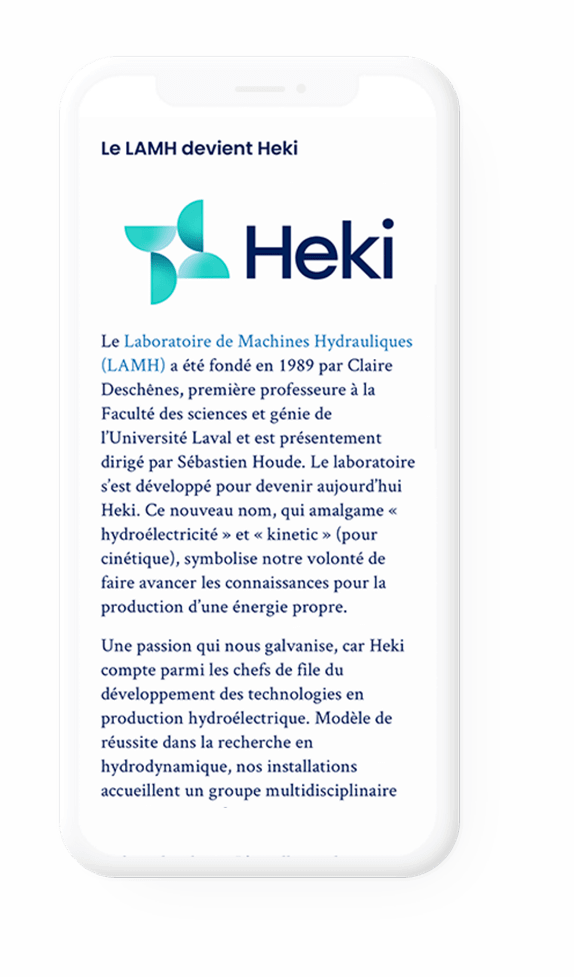 Le LAMH devient Heki
Heki
Le Laboratoire de Machines Hydrauliques
(LAMH) a été fondé en 1989 par Claire
Deschênes, première professeure à la
Faculté des sciences et génie de
l’Université Laval et est présentement
dirigé par Sébastien Houde. Le laboratoire
s’est développé pour devenir aujourd’hui
Heki. Ce nouveau nom, qui amalgame «
hydroélectricité » et « kinetic » (pour
cinétique), symbolise notre volonté de
faire avancer les connaissances pour la
production d’une énergie propre.
Une passion qui nous galvanise, car Heki
compte parmi les chefs de file du
développement des technologies en
production hydroélectrique. Modèle de
réussite dans la recherche en
hydrodynamique, nos installations
accueillent un groupe multidisciplinaire